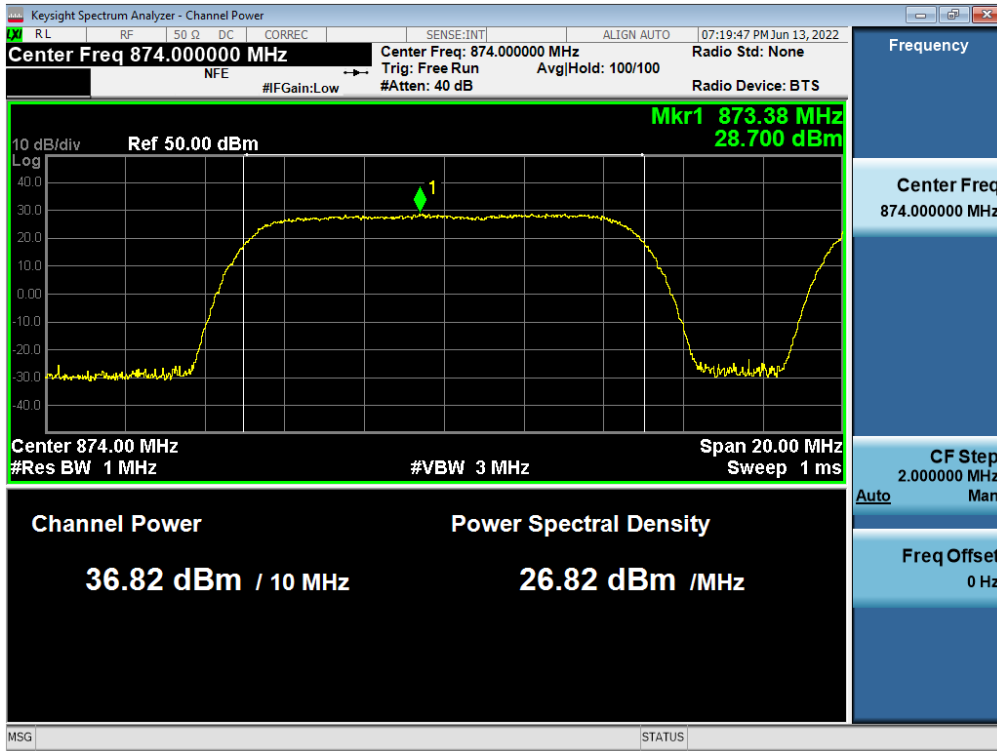 Keysight Spectrum Analyzer - Channel Power
LXI RL RF 50 Ω DC CORREC SENSE:INT ALIGN AUTO 07:19:47 PM Jun 13, 2022
Center Freq 874.000000 MHz
NFE
#IFGain:Low
Center Freq: 874.000000 MHz
Trig: Free Run Avg|Hold: 100/100
#Atten: 40 dB
Radio Std: None
Radio Device: BTS
Mkr1 873.38 MHz
28.700 dBm
10 dB/div Ref 50.00 dBm
Log
40.0
30.0
20.0
10.0
0.00
-10.0
-20.0
-30.0
-40.0
1
Center 874.00 MHz Span 20.00 MHz
#Res BW 1 MHz #VBW 3 MHz Sweep 1 ms
Channel Power Power Spectral Density
36.82 dBm / 10 MHz 26.82 dBm /MHz
Frequency
Center Freq
874.000000 MHz
CF Step
2.000000 MHz
Auto Man
Freq Offset
0 Hz
MSG STATUS